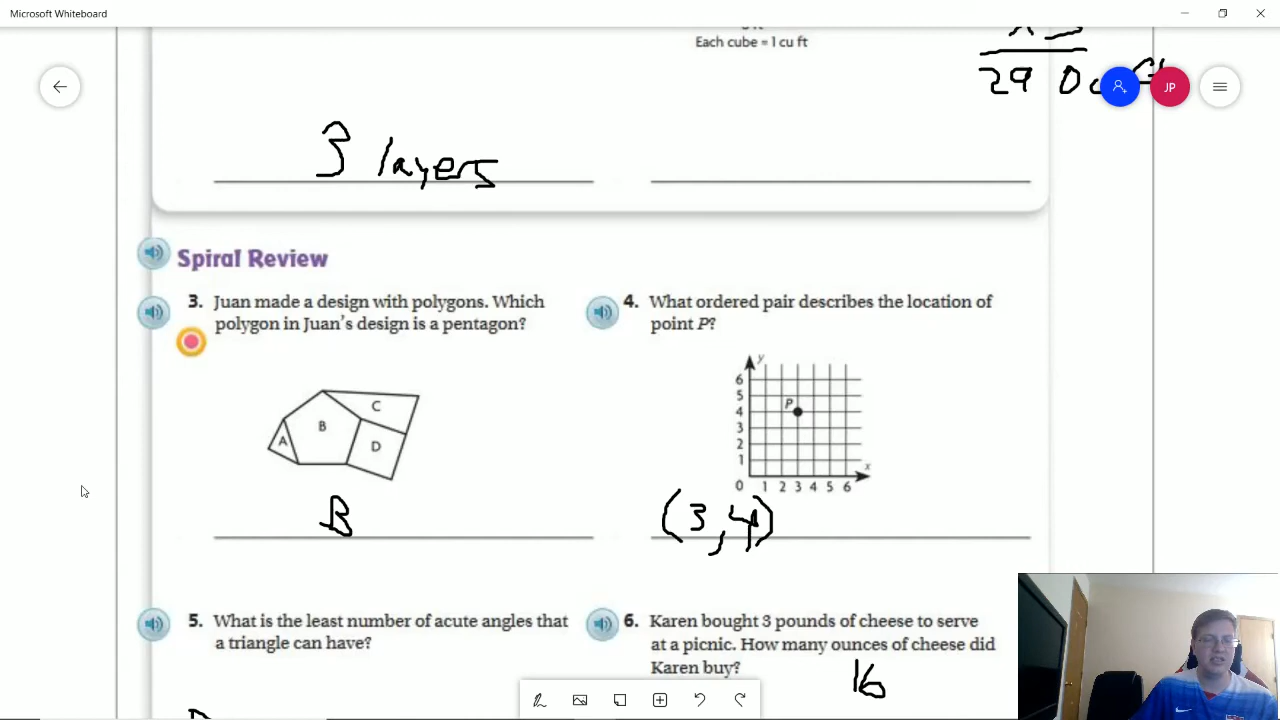 Microsoft Whiteboard
Each cube = 1 cu ft
290
JP
3 layers
Spiral Review
3. Juan made a design with polygons. Which
polygon in Juan's design is a pentagon?
A
B
C
D
B
4. What ordered pair describes the location of
point P?
y
6
5
4
3
2
1
P
x
0 1 2 3 4 5 6
(3,4)
5. What is the least number of acute angles that
a triangle can have?
6. Karen bought 3 pounds of cheese to serve
at a picnic. How many ounces of cheese did
Karen buy?
16